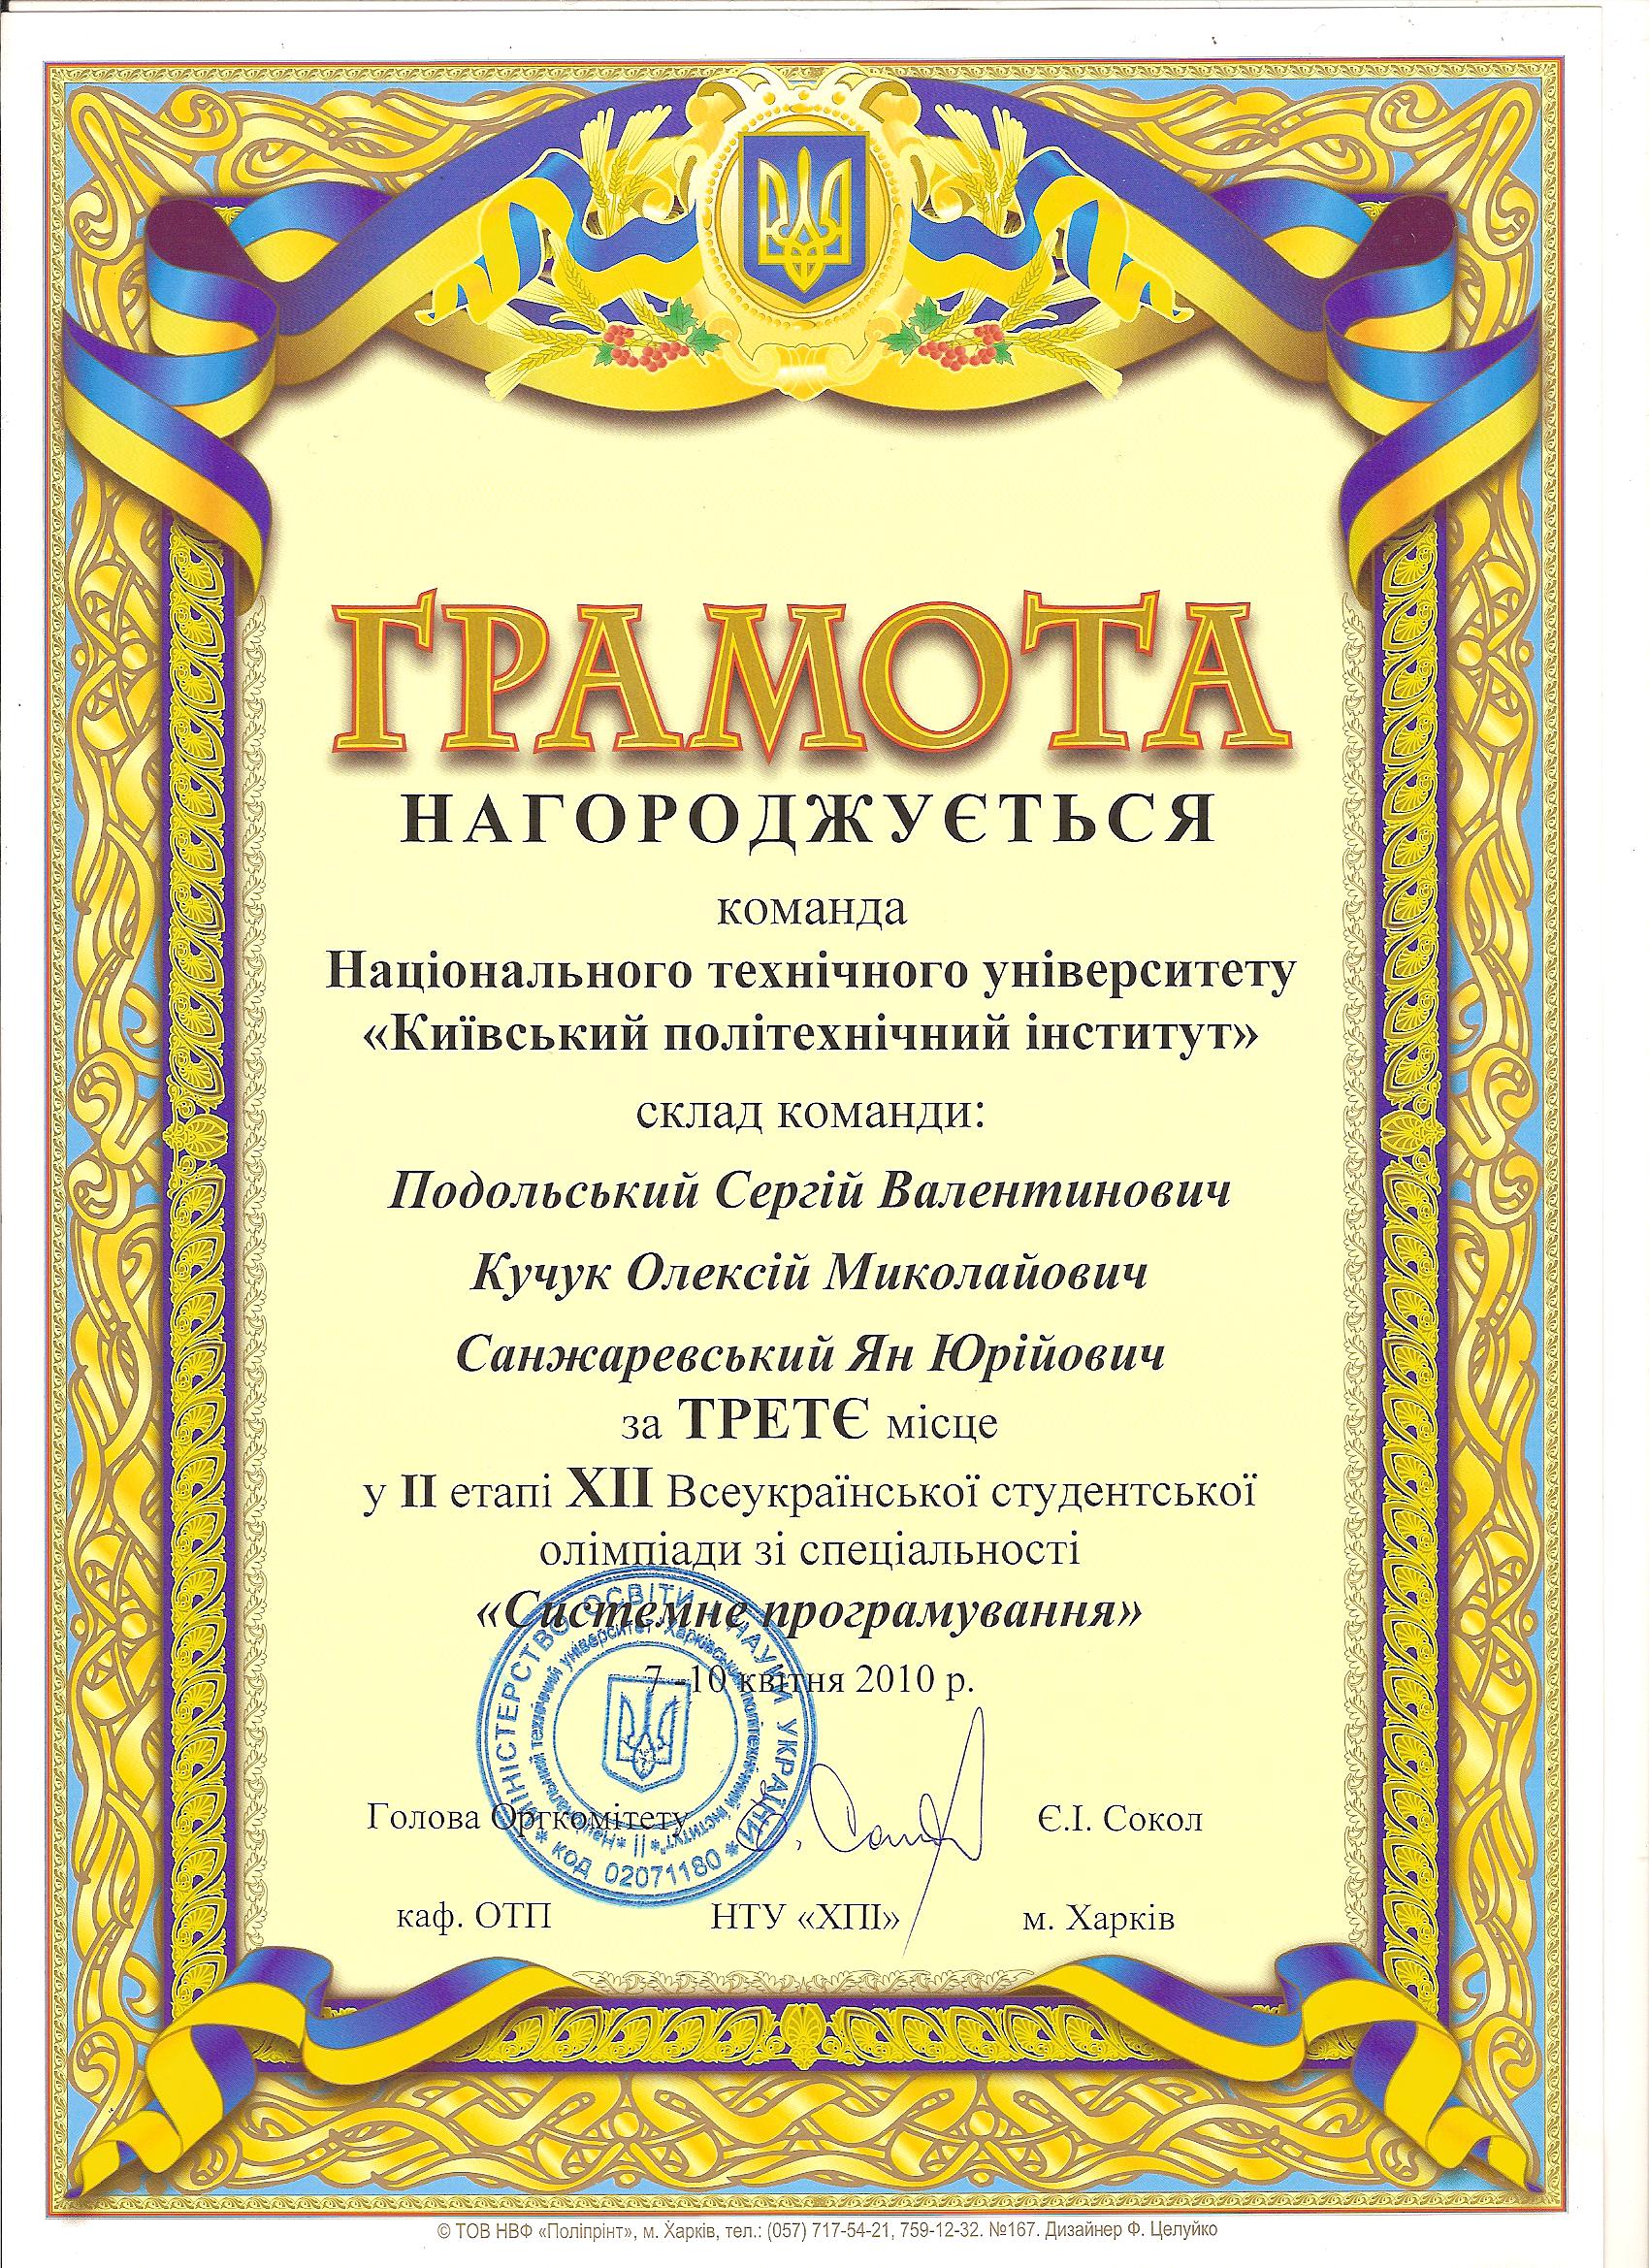 ГРАМОТА
НАГОРОДЖУЄТЬСЯ
команда
Національного технічного університету
«Київський політехнічний інститут»
склад команди:
Подольський Сергій Валентинович
Кучук Олексій Миколайович
Санжаревський Ян Юрійович
за ТРЕТЄ місце
у II етапі XII Всеукраїнської студентської
олімпіади зі спеціальності
«Системне програмування»
7 -10 квітня 2010 р.
МІНІСТЕРСТВО ОСВІТИ І НАУКИ УКРАЇНИ
* код 02071180 *
*Національний технічний університет "Харківський політехнічний інститут"*
Голова Оргкомітету Є.І. Сокол
каф. ОТП НТУ «ХПІ» м. Харків
© ТОВ НВФ «Поліпрінт», м. Харків, тел.: (057) 717-54-21, 759-12-32. №167. Дизайнер Ф. Целуйко